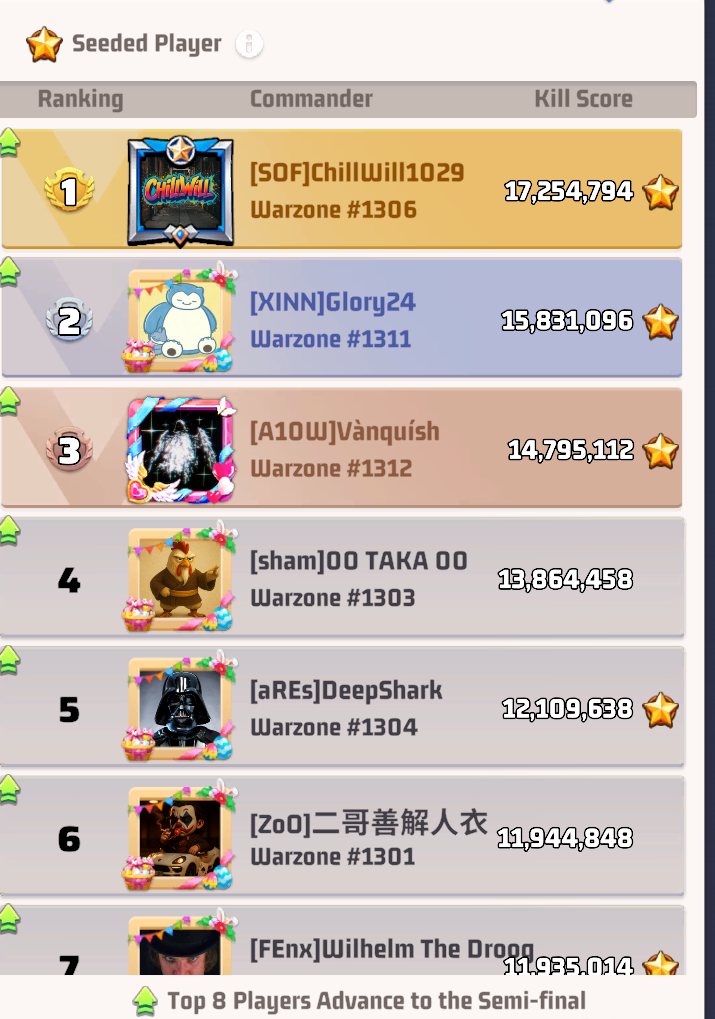 Seeded Player
Ranking Commander Kill Score
1
CHILLWILL
[SOF]ChillWill1029
Warzone #1306
17,254,794
2
[XINN]Glory24
Warzone #1311
15,831,096
3
[A1OW]Vànquísh
Warzone #1312
14,795,112
4
[sham]OO TAKA OO
Warzone #1303
13,864,458
5
[aREs]DeepShark
Warzone #1304
12,109,638
6
[ZoO]二哥善解人衣
Warzone #1301
11,944,848
7
[FEnx]Wilhelm The Droog
11,935,014
Top 8 Players Advance to the Semi-final